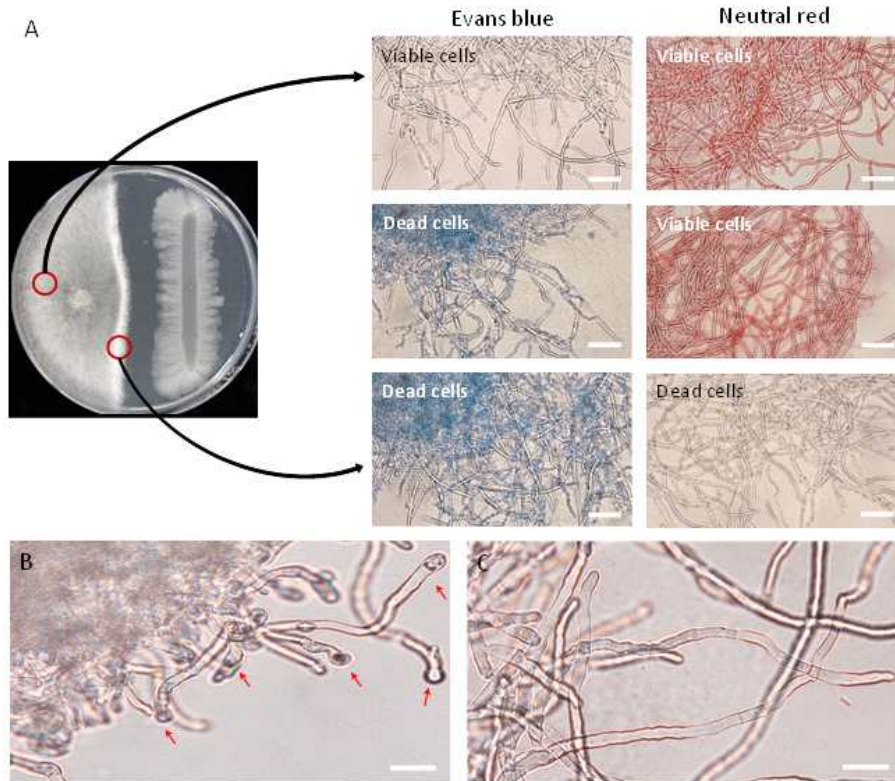 A
Evans blue
Neutral red
Viable cells
Viable cells
Dead cells
Viable cells
Dead cells
Dead cells
B
C